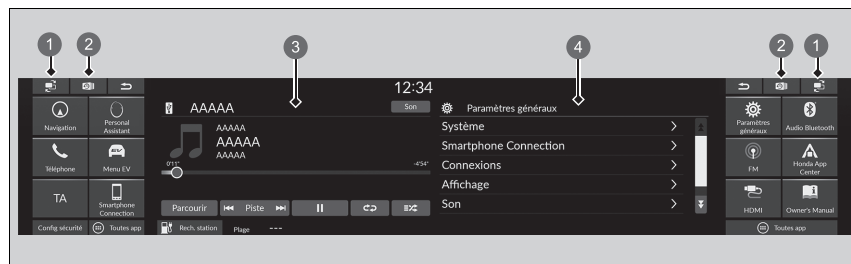 1 2 3 4 2 1
12:34
Navigation
Personal Assistant
Téléphone
Menu EV
TA
Smartphone Connection
Config sécurité
Toutes app
AAAAA
Son
AAAAA
AAAAA
AAAAA
0'11" -4'54"
Parcourir
Piste
Rech. station
Plage ---
Paramètres généraux
Système
Smartphone Connection
Connexions
Affichage
Son
Paramètres généraux
Audio Bluetooth
FM
Honda App Center
HDMI
Owner's Manual
Toutes app